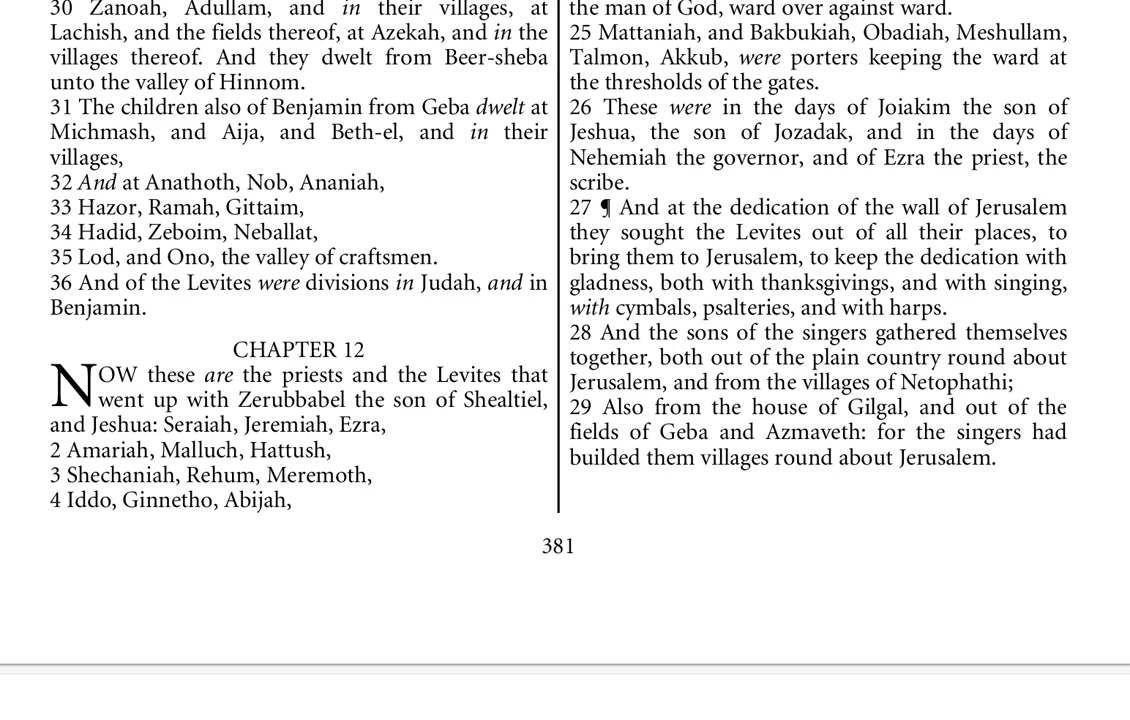 30 Zanoah, Adullam, and in their villages, at
Lachish, and the fields thereof, at Azekah, and in the
villages thereof. And they dwelt from Beer-sheba
unto the valley of Hinnom.
31 The children also of Benjamin from Geba dwelt at
Michmash, and Aija, and Beth-el, and in their
villages,
32 And at Anathoth, Nob, Ananiah,
33 Hazor, Ramah, Gittaim,
34 Hadid, Zeboim, Neballat,
35 Lod, and Ono, the valley of craftsmen.
36 And of the Levites were divisions in Judah, and in
Benjamin.
CHAPTER 12
NOW these are the priests and the Levites that
went up with Zerubbabel the son of Shealtiel,
and Jeshua: Seraiah, Jeremiah, Ezra,
2 Amariah, Malluch, Hattush,
3 Shechaniah, Rehum, Meremoth,
4 Iddo, Ginnetho, Abijah,
the man of God, ward over against ward.
25 Mattaniah, and Bakbukiah, Obadiah, Meshullam,
Talmon, Akkub, were porters keeping the ward at
the thresholds of the gates.
26 These were in the days of Joiakim the son of
Jeshua, the son of Jozadak, and in the days of
Nehemiah the governor, and of Ezra the priest, the
scribe.
27 ¶ And at the dedication of the wall of Jerusalem
they sought the Levites out of all their places, to
bring them to Jerusalem, to keep the dedication with
gladness, both with thanksgivings, and with singing,
with cymbals, psalteries, and with harps.
28 And the sons of the singers gathered themselves
together, both out of the plain country round about
Jerusalem, and from the villages of Netophathi;
29 Also from the house of Gilgal, and out of the
fields of Geba and Azmaveth: for the singers had
builded them villages round about Jerusalem.
381